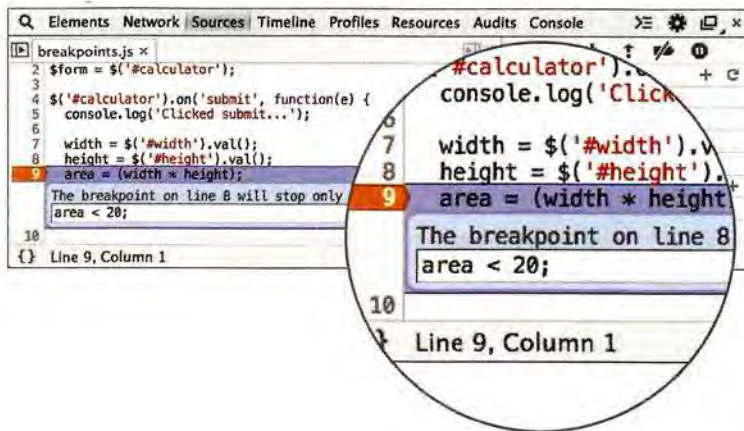 Elements Network Sources Timeline Profiles Resources Audits Console
breakpoints.js ×
2 $form = $('#calculator');
3
4 $('#calculator').on('submit', function(e) {
5 console.log('Clicked submit...');
6
7 width = $('#width').val();
8 height = $('#height').val();
9 area = (width * height);
The breakpoint on line 8 will stop only
area < 20;
10
{} Line 9, Column 1
#calculator').
console.log('Click
6
7 width = $('#width').v
8 height = $('#height').
9 area = (width * height
The breakpoint on line 8
area < 20;
10
} Line 9, Column 1